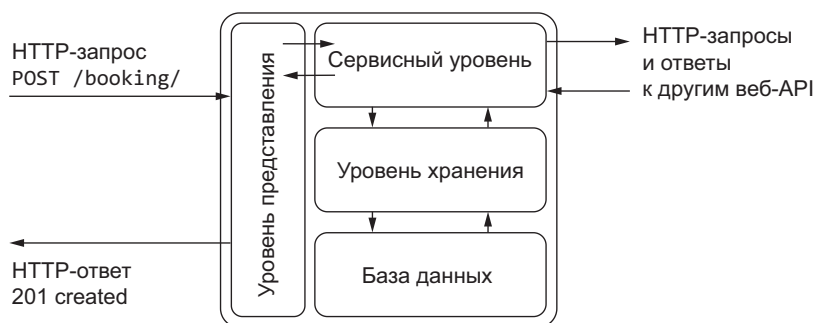 HTTP-запрос
POST /booking/
HTTP-ответ
201 created
Уровень представления
Сервисный уровень
Уровень хранения
База данных
HTTP-запросы
и ответы
к другим веб-API